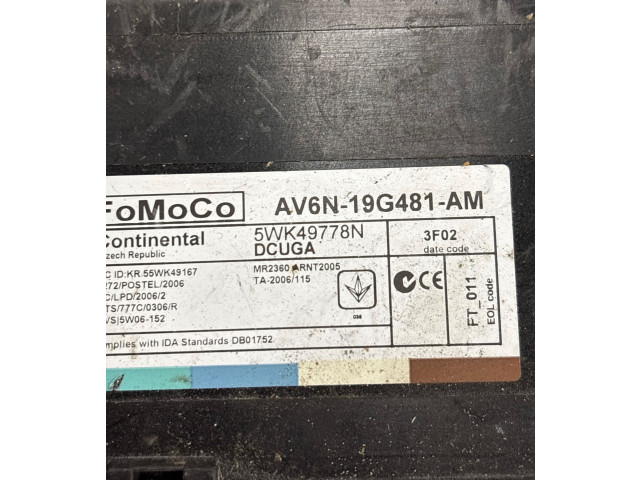 FoMoCo AV6N-19G481-AM
Continental 5WK49778N 3F02
Czech Republic DCUGA date code
C ID:KR.55WK49167 MR2360 ARNT2005
272/POSTEL/2006 TA-2006/115
C/LPD/2006/2
TS/777C/0306/R
VS|5W06-152
mplies with IDA Standards DB01752
CE
FT_011
EOL code